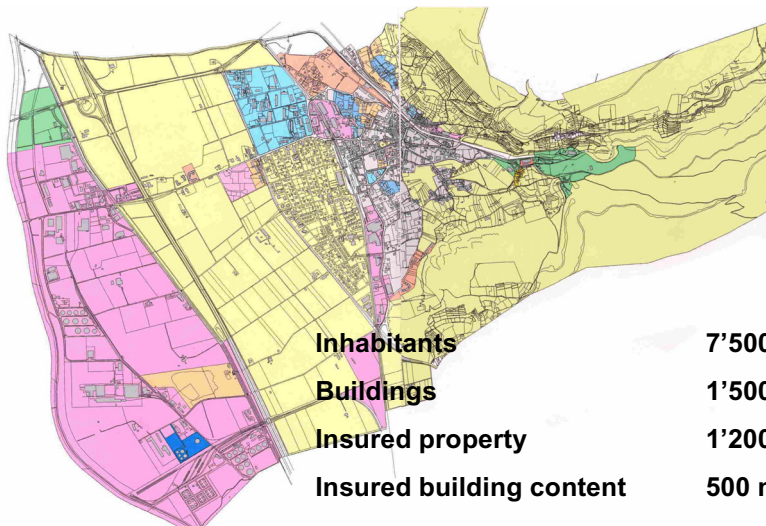 Inhabitants 7’500
Buildings 1’500
Insured property 1’200
Insured building content 500